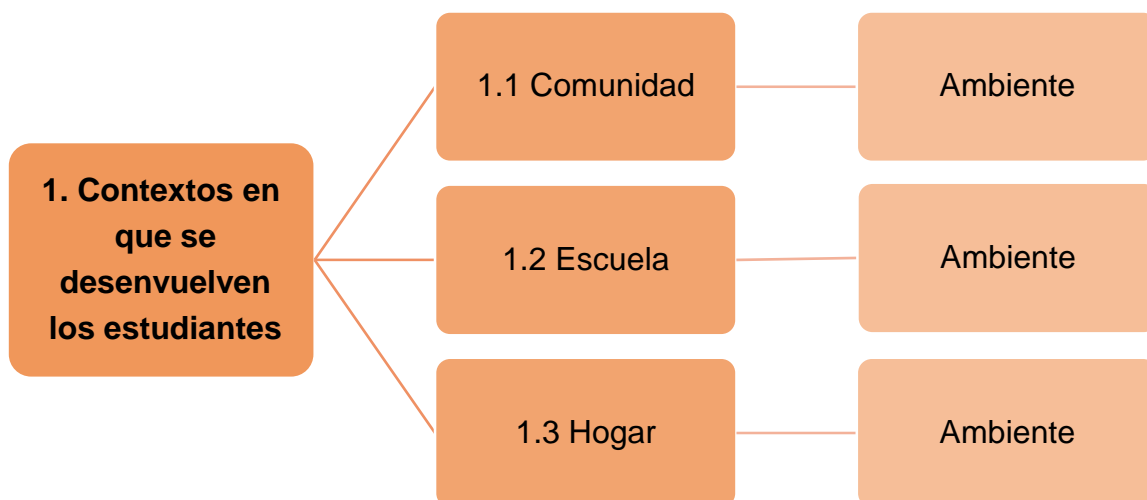 1. Contextos en
que se
desenvuelven
los estudiantes
1.1 Comunidad
Ambiente
1.2 Escuela
Ambiente
1.3 Hogar
Ambiente